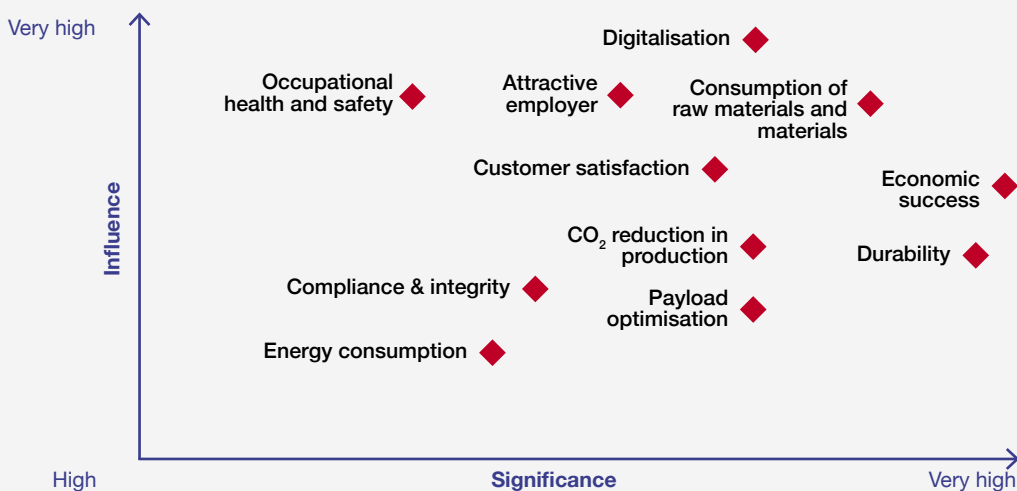 Very high
Digitalisation
Occupational
health and safety
Attractive
employer
Consumption of
raw materials and
materials
Customer satisfaction
Economic
success
Influence
CO₂ reduction in
production
Durability
Compliance & integrity
Payload
optimisation
Energy consumption
High
Significance
Very high